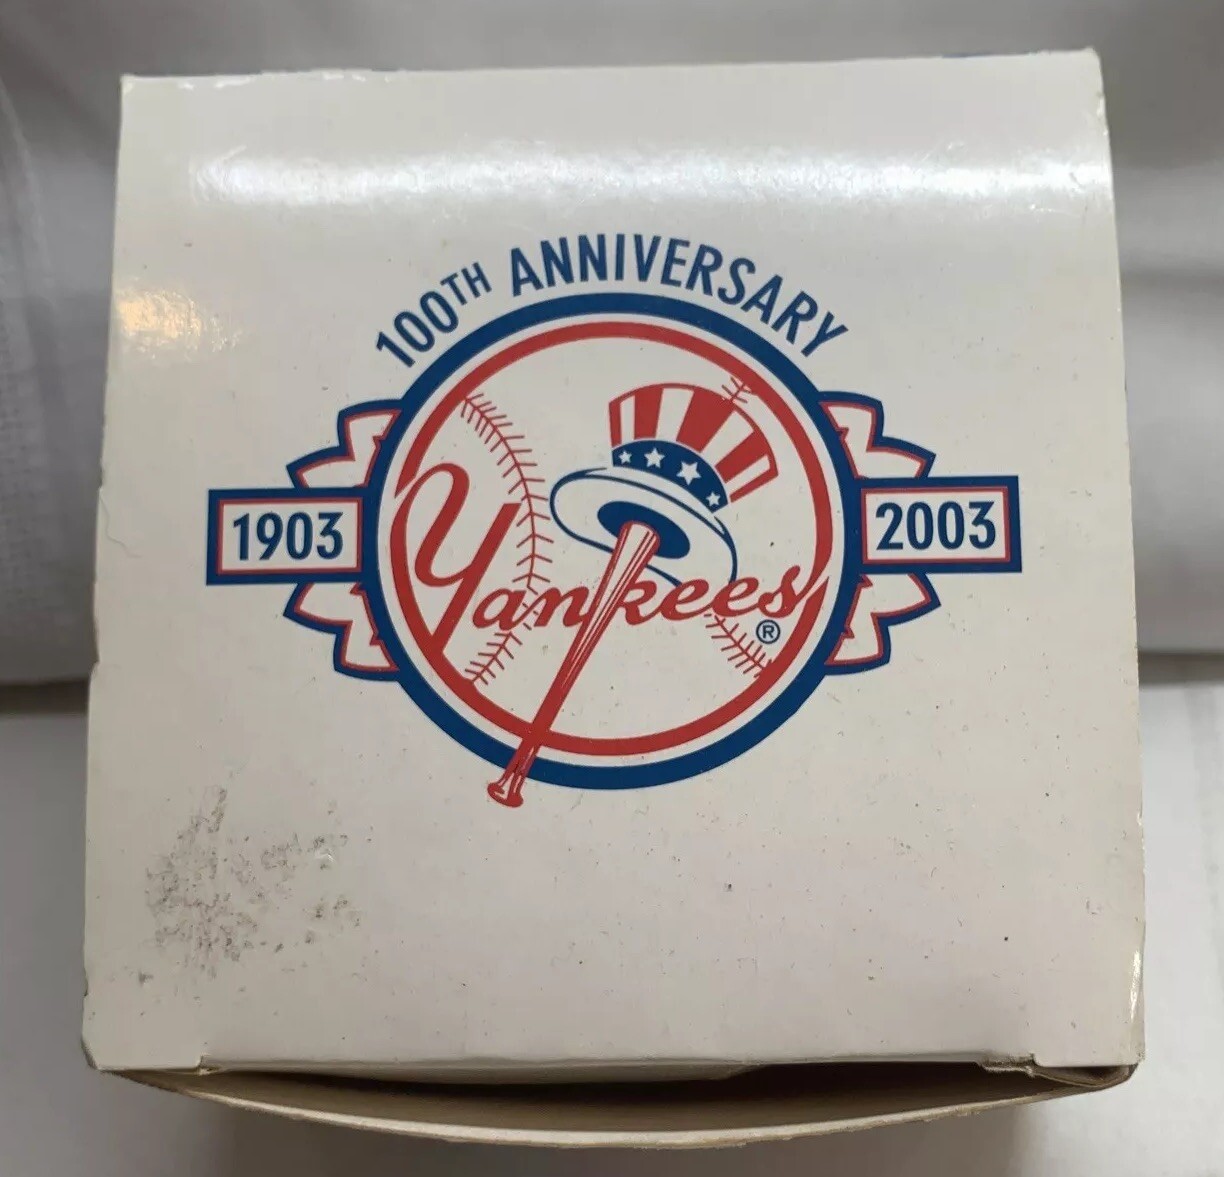 100TH ANNIVERSARY
1903
2003
Yankees®